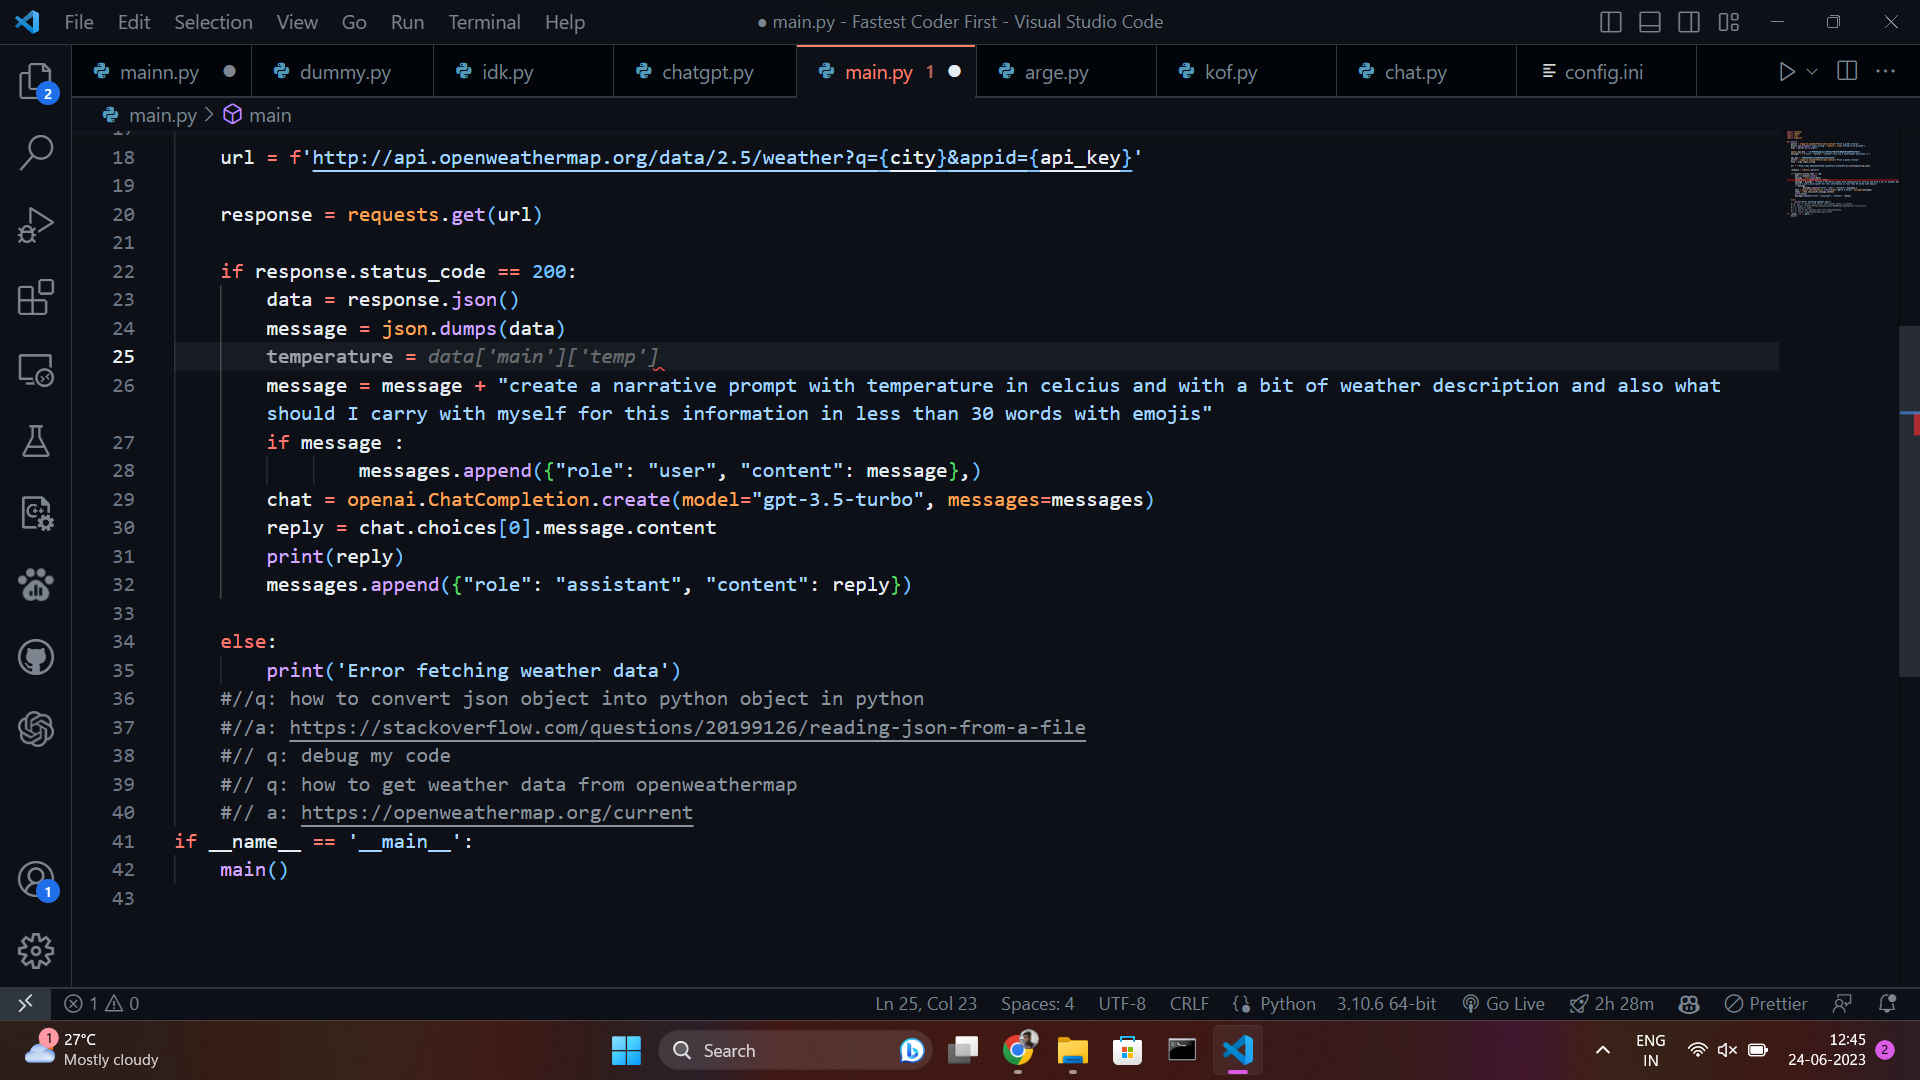 File Edit Selection View Go Run Terminal Help
● main.py - Fastest Coder First - Visual Studio Code
mainn.py dummy.py idk.py chatgpt.py main.py 1 arge.py kof.py chat.py config.ini
main.py > main
17
18 url = f'http://api.openweathermap.org/data/2.5/weather?q={city}&appid={api_key}'
19
20 response = requests.get(url)
21
22 if response.status_code == 200:
23 data = response.json()
24 message = json.dumps(data)
25 temperature = data['main']['temp']
26 message = message + "create a narrative prompt with temperature in celcius and with a bit of weather description and also what
should I carry with myself for this information in less than 30 words with emojis"
27 if message :
28 messages.append({"role": "user", "content": message},)
29 chat = openai.ChatCompletion.create(model="gpt-3.5-turbo", messages=messages)
30 reply = chat.choices[0].message.content
31 print(reply)
32 messages.append({"role": "assistant", "content": reply})
33
34 else:
35 print('Error fetching weather data')
36 #//q: how to convert json object into python object in python
37 #//a: https://stackoverflow.com/questions/20199126/reading-json-from-a-file
38 #// q: debug my code
39 #// q: how to get weather data from openweathermap
40 #// a: https://openweathermap.org/current
41 if __name__ == '__main__':
42 main()
43
2
1
1 0 Ln 25, Col 23 Spaces: 4 UTF-8 CRLF {} Python 3.10.6 64-bit Go Live 2h 28m Prettier
1 27°C
Mostly cloudy
Search
ENG
IN
12:45
24-06-2023
2